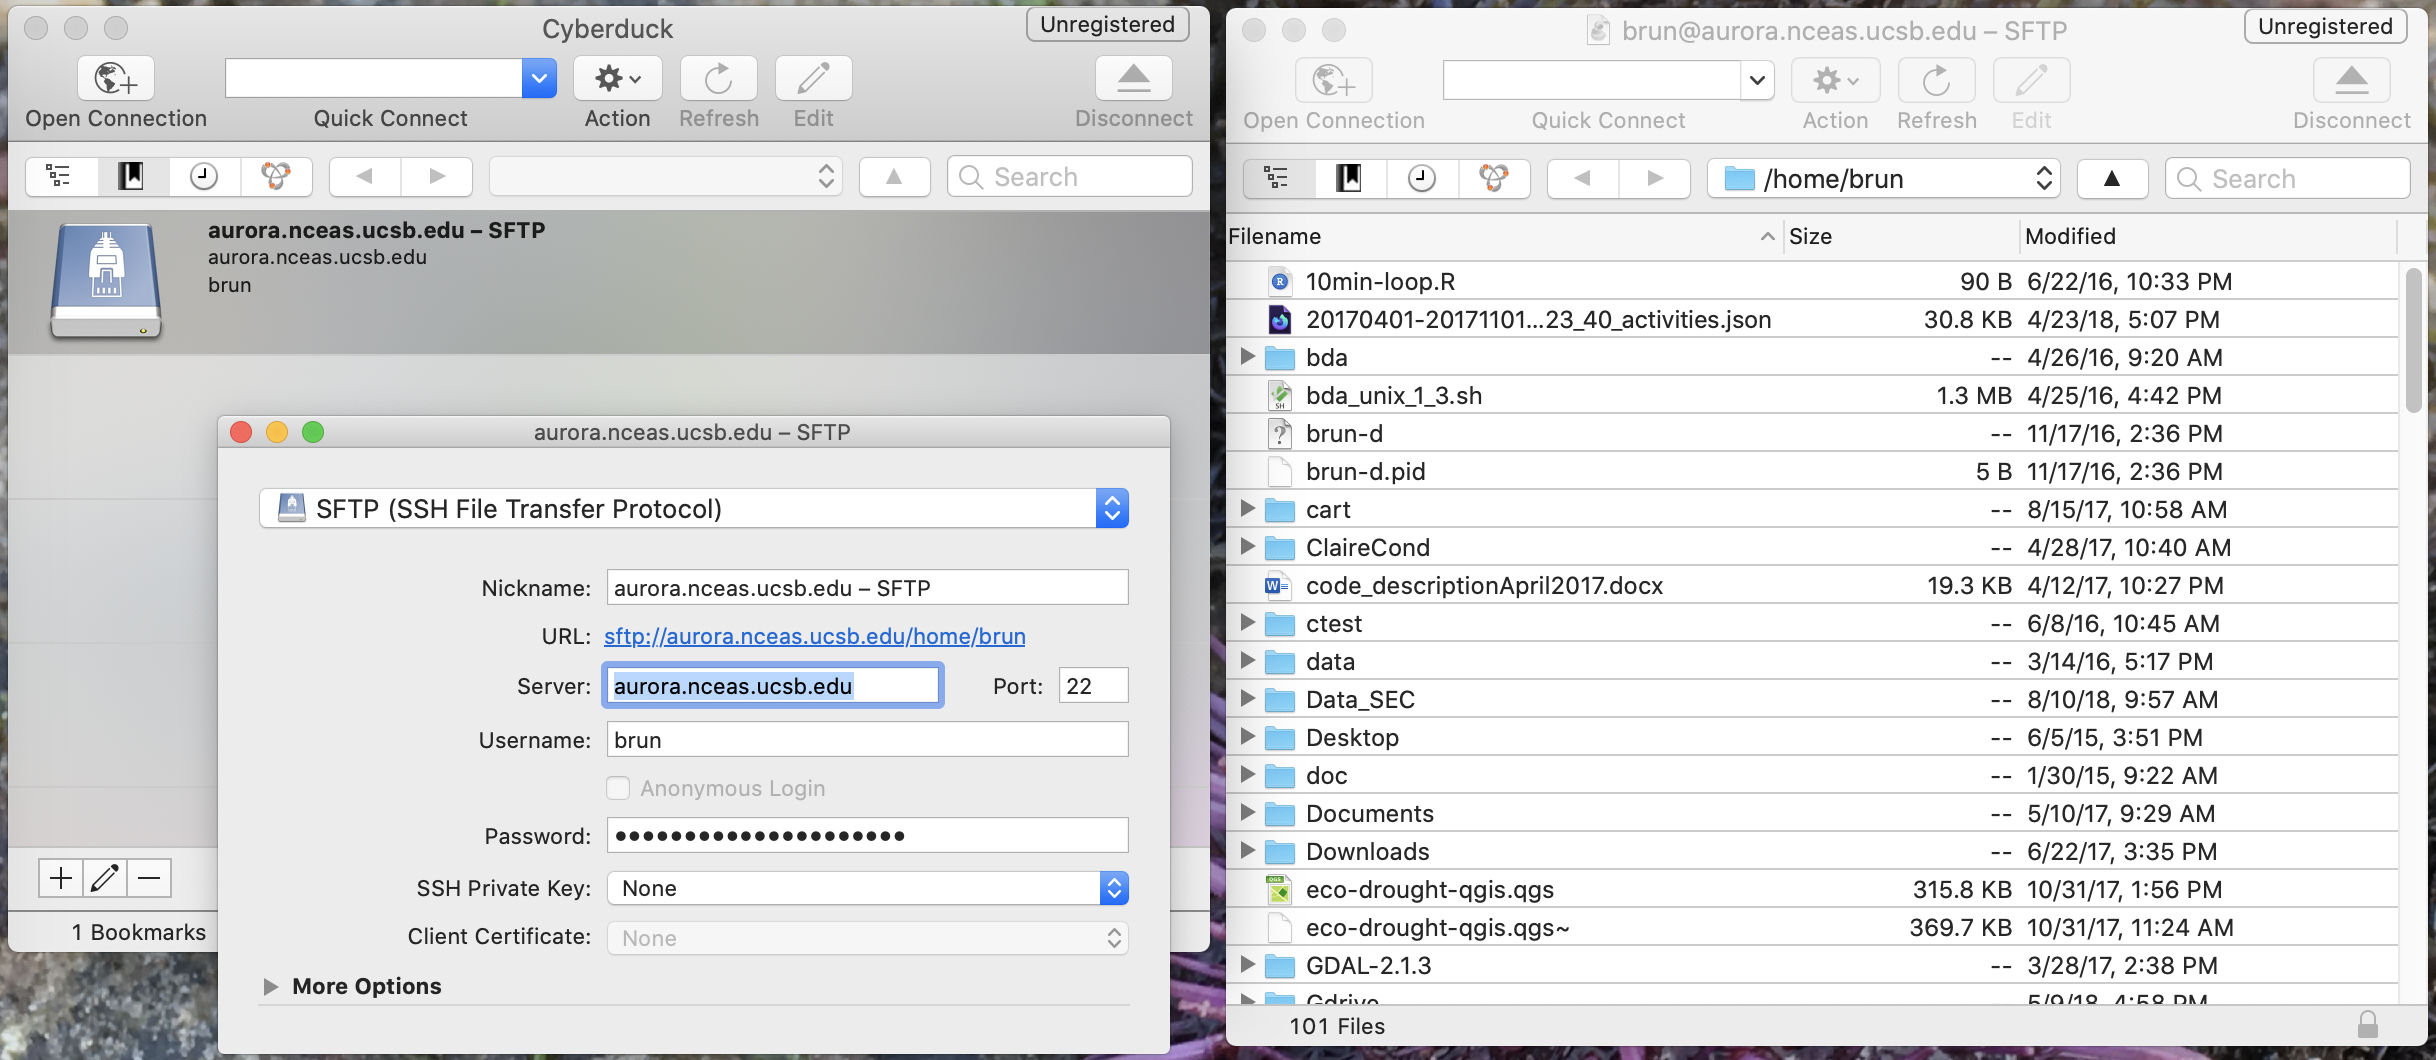 Cyberduck
Unregistered
Open Connection
Quick Connect
Action
Refresh
Edit
Disconnect
Search
aurora.nceas.ucsb.edu – SFTP
aurora.nceas.ucsb.edu
brun
1 Bookmarks
aurora.nceas.ucsb.edu – SFTP
SFTP (SSH File Transfer Protocol)
Nickname: aurora.nceas.ucsb.edu – SFTP
URL: sftp://aurora.nceas.ucsb.edu/home/brun
Server: aurora.nceas.ucsb.edu Port: 22
Username: brun
Anonymous Login
Password: ●●●●●●●●●●●●●●●●●●●●●
SSH Private Key: None
Client Certificate: None
More Options
brun@aurora.nceas.ucsb.edu – SFTP
Unregistered
Open Connection
Quick Connect
Action
Refresh
Edit
Disconnect
/home/brun
Search
Filename Size Modified
10min-loop.R 90 B 6/22/16, 10:33 PM
20170401-20171101...23_40_activities.json 30.8 KB 4/23/18, 5:07 PM
bda -- 4/26/16, 9:20 AM
bda_unix_1_3.sh 1.3 MB 4/25/16, 4:42 PM
brun-d -- 11/17/16, 2:36 PM
brun-d.pid 5 B 11/17/16, 2:36 PM
cart -- 8/15/17, 10:58 AM
ClaireCond -- 4/28/17, 10:40 AM
code_descriptionApril2017.docx 19.3 KB 4/12/17, 10:27 PM
ctest -- 6/8/16, 10:45 AM
data -- 3/14/16, 5:17 PM
Data_SEC -- 8/10/18, 9:57 AM
Desktop -- 6/5/15, 3:51 PM
doc -- 1/30/15, 9:22 AM
Documents -- 5/10/17, 9:29 AM
Downloads -- 6/22/17, 3:35 PM
eco-drought-qgis.qgs 315.8 KB 10/31/17, 1:56 PM
eco-drought-qgis.qgs~ 369.7 KB 10/31/17, 11:24 AM
GDAL-2.1.3 -- 3/28/17, 2:38 PM
Gdrive 5/9/18, 4:58 PM
101 Files